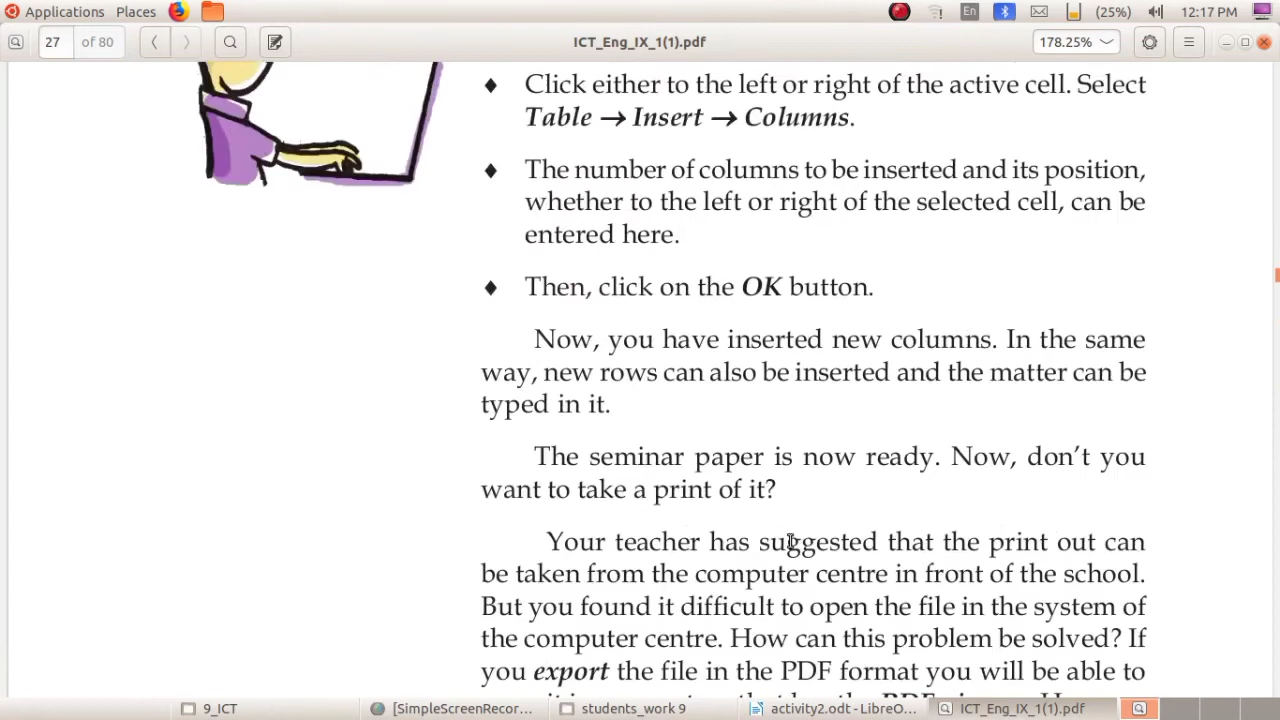 Applications Places En (25%) 12:17 PM
27 of 80 ICT_Eng_IX_1(1).pdf 178.25%
♦ Click either to the left or right of the active cell. Select
Table → Insert → Columns.
♦ The number of columns to be inserted and its position,
whether to the left or right of the selected cell, can be
entered here.
♦ Then, click on the OK button.
Now, you have inserted new columns. In the same
way, new rows can also be inserted and the matter can be
typed in it.
The seminar paper is now ready. Now, don't you
want to take a print of it?
Your teacher has suggested that the print out can
be taken from the computer centre in front of the school.
But you found it difficult to open the file in the system of
the computer centre. How can this problem be solved? If
you export the file in the PDF format you will be able to
9_ICT [SimpleScreenRecor... students_work 9 activity2.odt - LibreO... ICT_Eng_IX_1(1).pdf